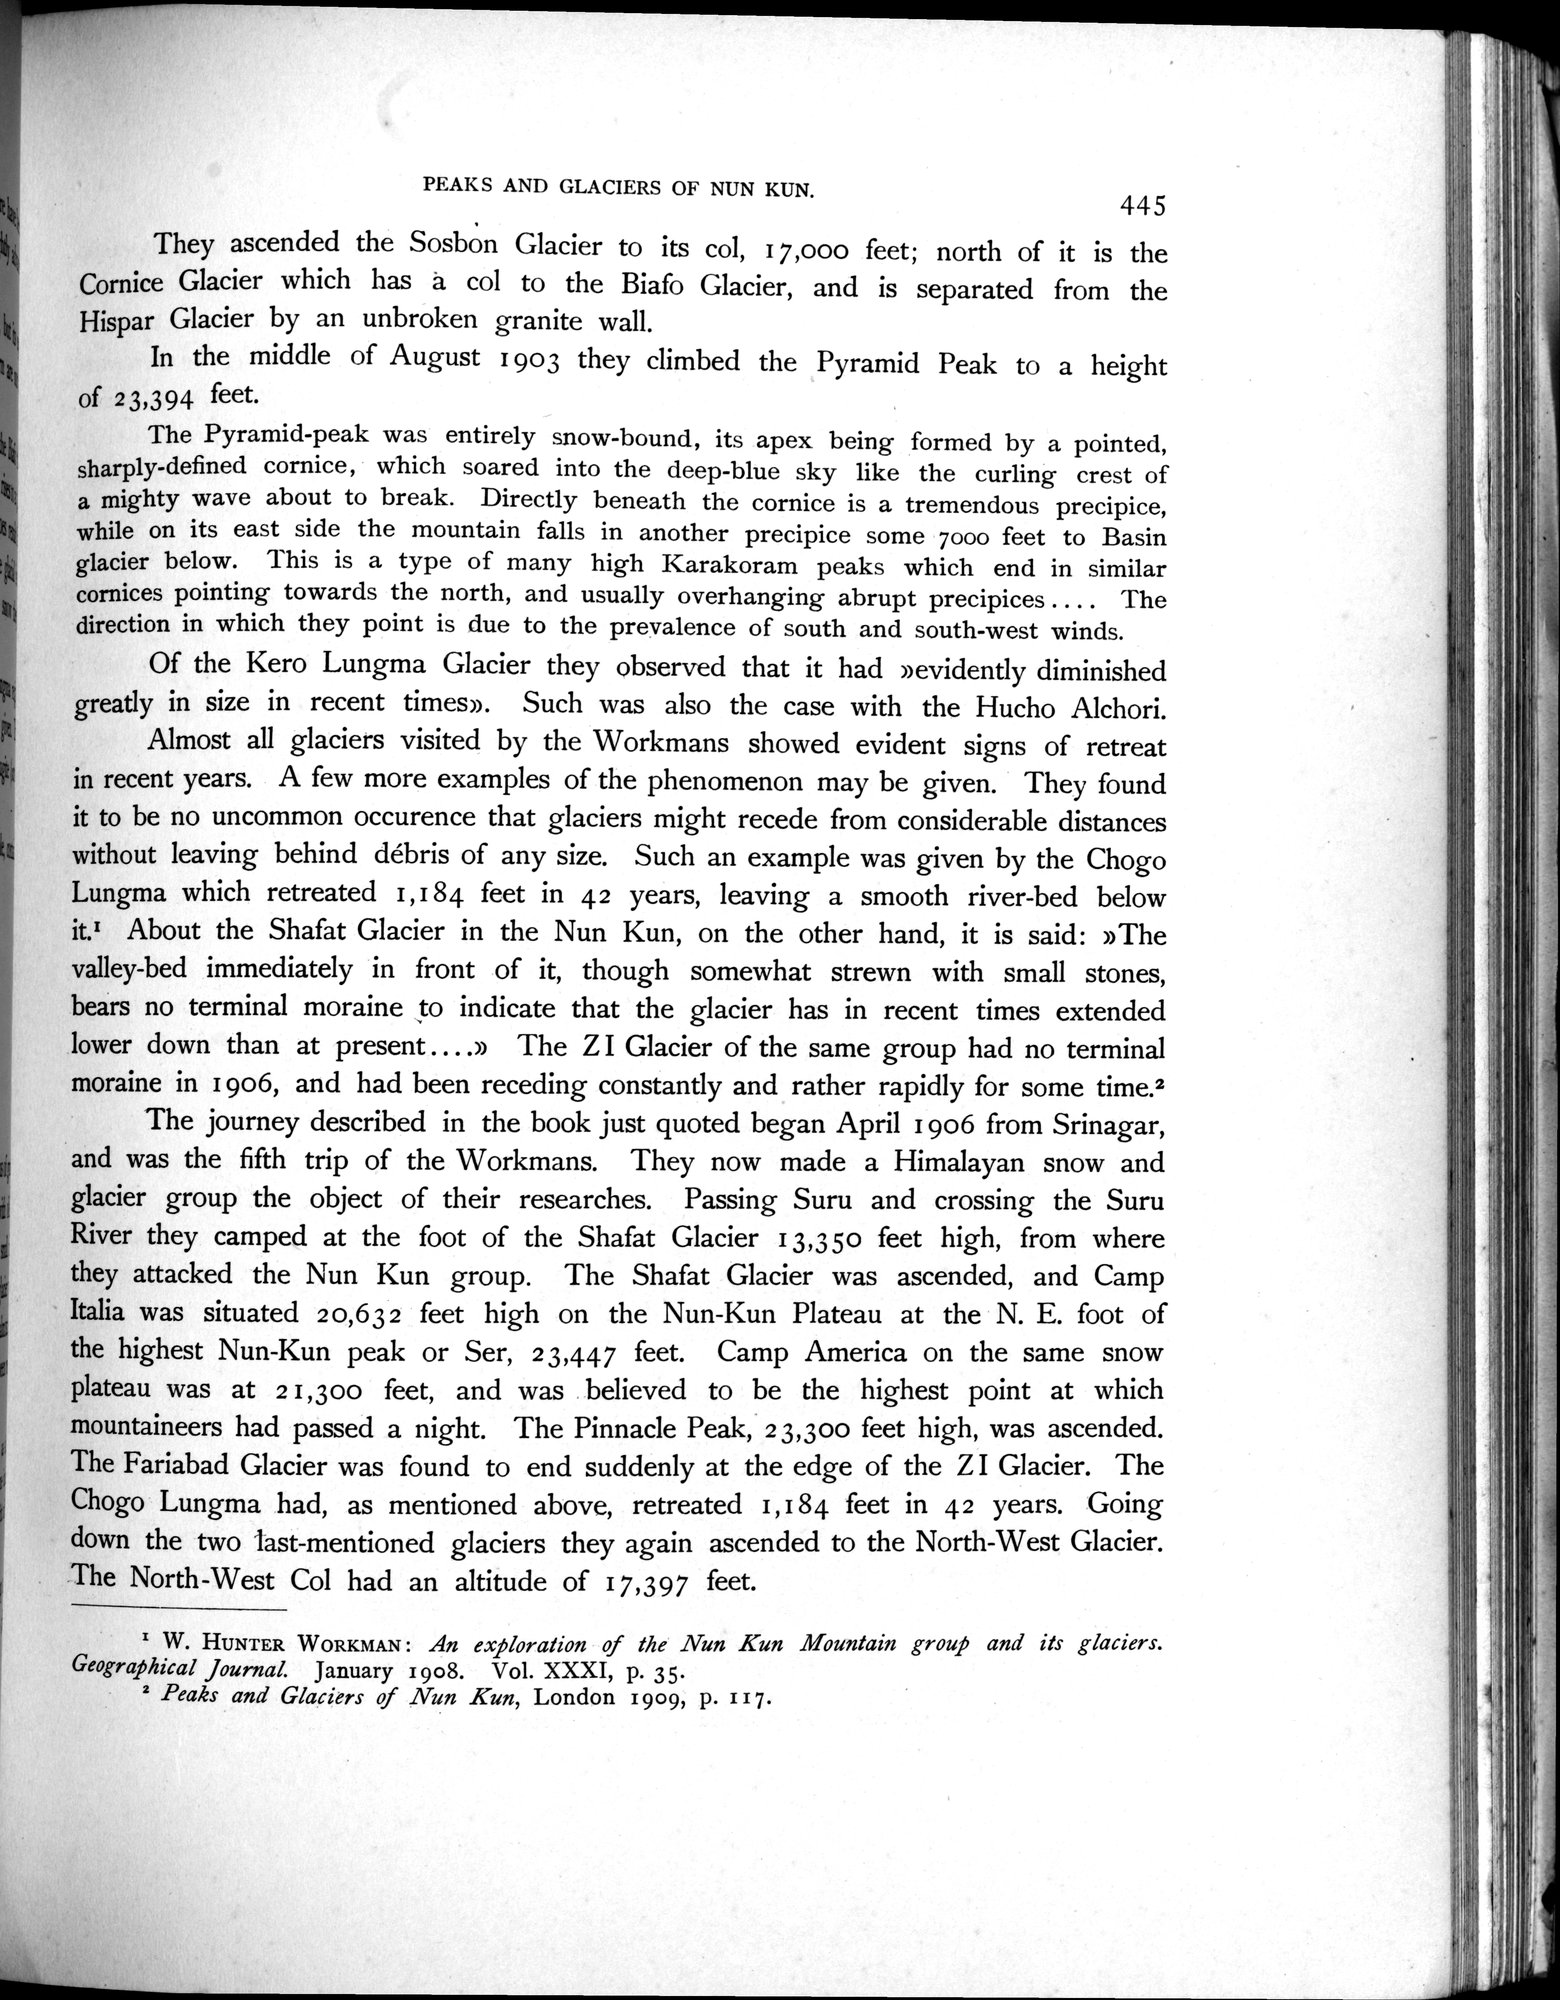 PEAKS AND GLACIERS OF NUN KUN.
445
They ascended the Sosbon Glacier to its col, 17,000 feet; north of it is the
Cornice Glacier which has a col to the Biafo Glacier, and is separated from the
Hispar Glacier by an unbroken granite wall.
In the middle of August 1903 they climbed the Pyramid Peak to a height
of 23,394 feet.
The Pyramid-peak was entirely snow-bound, its apex being formed by a pointed,
sharply-defined cornice, which soared into the deep-blue sky like the curling crest of
a mighty wave about to break. Directly beneath the cornice is a tremendous precipice,
while on its east side the mountain falls in another precipice some 7000 feet to Basin
glacier below. This is a type of many high Karakoram peaks which end in similar
cornices pointing towards the north, and usually overhanging abrupt precipices.... The
direction in which they point is due to the prevalence of south and south-west winds.
Of the Kero Lungma Glacier they observed that it had »evidently diminished
greatly in size in recent times». Such was also the case with the Hucho Alchori.
Almost all glaciers visited by the Workmans showed evident signs of retreat
in recent years. A few more examples of the phenomenon may be given. They found
it to be no uncommon occurence that glaciers might recede from considerable distances
without leaving behind débris of any size. Such an example was given by the Chogo
Lungma which retreated 1,184 feet in 42 years, leaving a smooth river-bed below
it.¹ About the Shafat Glacier in the Nun Kun, on the other hand, it is said: »The
valley-bed immediately in front of it, though somewhat strewn with small stones,
bears no terminal moraine to indicate that the glacier has in recent times extended
lower down than at present....» The ZI Glacier of the same group had no terminal
moraine in 1906, and had been receding constantly and rather rapidly for some time.²
The journey described in the book just quoted began April 1906 from Srinagar,
and was the fifth trip of the Workmans. They now made a Himalayan snow and
glacier group the object of their researches. Passing Suru and crossing the Suru
River they camped at the foot of the Shafat Glacier 13,350 feet high, from where
they attacked the Nun Kun group. The Shafat Glacier was ascended, and Camp
Italia was situated 20,632 feet high on the Nun-Kun Plateau at the N. E. foot of
the highest Nun-Kun peak or Ser, 23,447 feet. Camp America on the same snow
plateau was at 21,300 feet, and was believed to be the highest point at which
mountaineers had passed a night. The Pinnacle Peak, 23,300 feet high, was ascended.
The Fariabad Glacier was found to end suddenly at the edge of the ZI Glacier. The
Chogo Lungma had, as mentioned above, retreated 1,184 feet in 42 years. Going
down the two last-mentioned glaciers they again ascended to the North-West Glacier.
The North-West Col had an altitude of 17,397 feet.
¹ W. HUNTER WORKMAN: An exploration of the Nun Kun Mountain group and its glaciers.
Geographical Journal. January 1908. Vol. XXXI, p. 35.
² Peaks and Glaciers of Nun Kun, London 1909, p. 117.